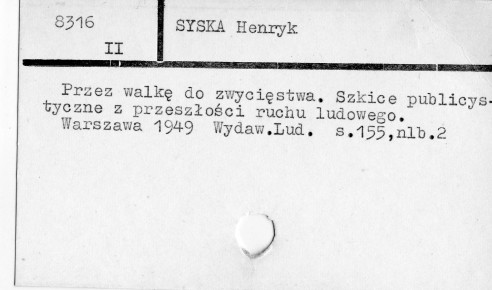 8316
II
SYSKA Henryk
Przez walkę do zwycięstwa. Szkice publicys-
tyczne z przeszłości ruchu ludowego.
Warszawa 1949 Wydaw.Lud. s.155,nlb.2